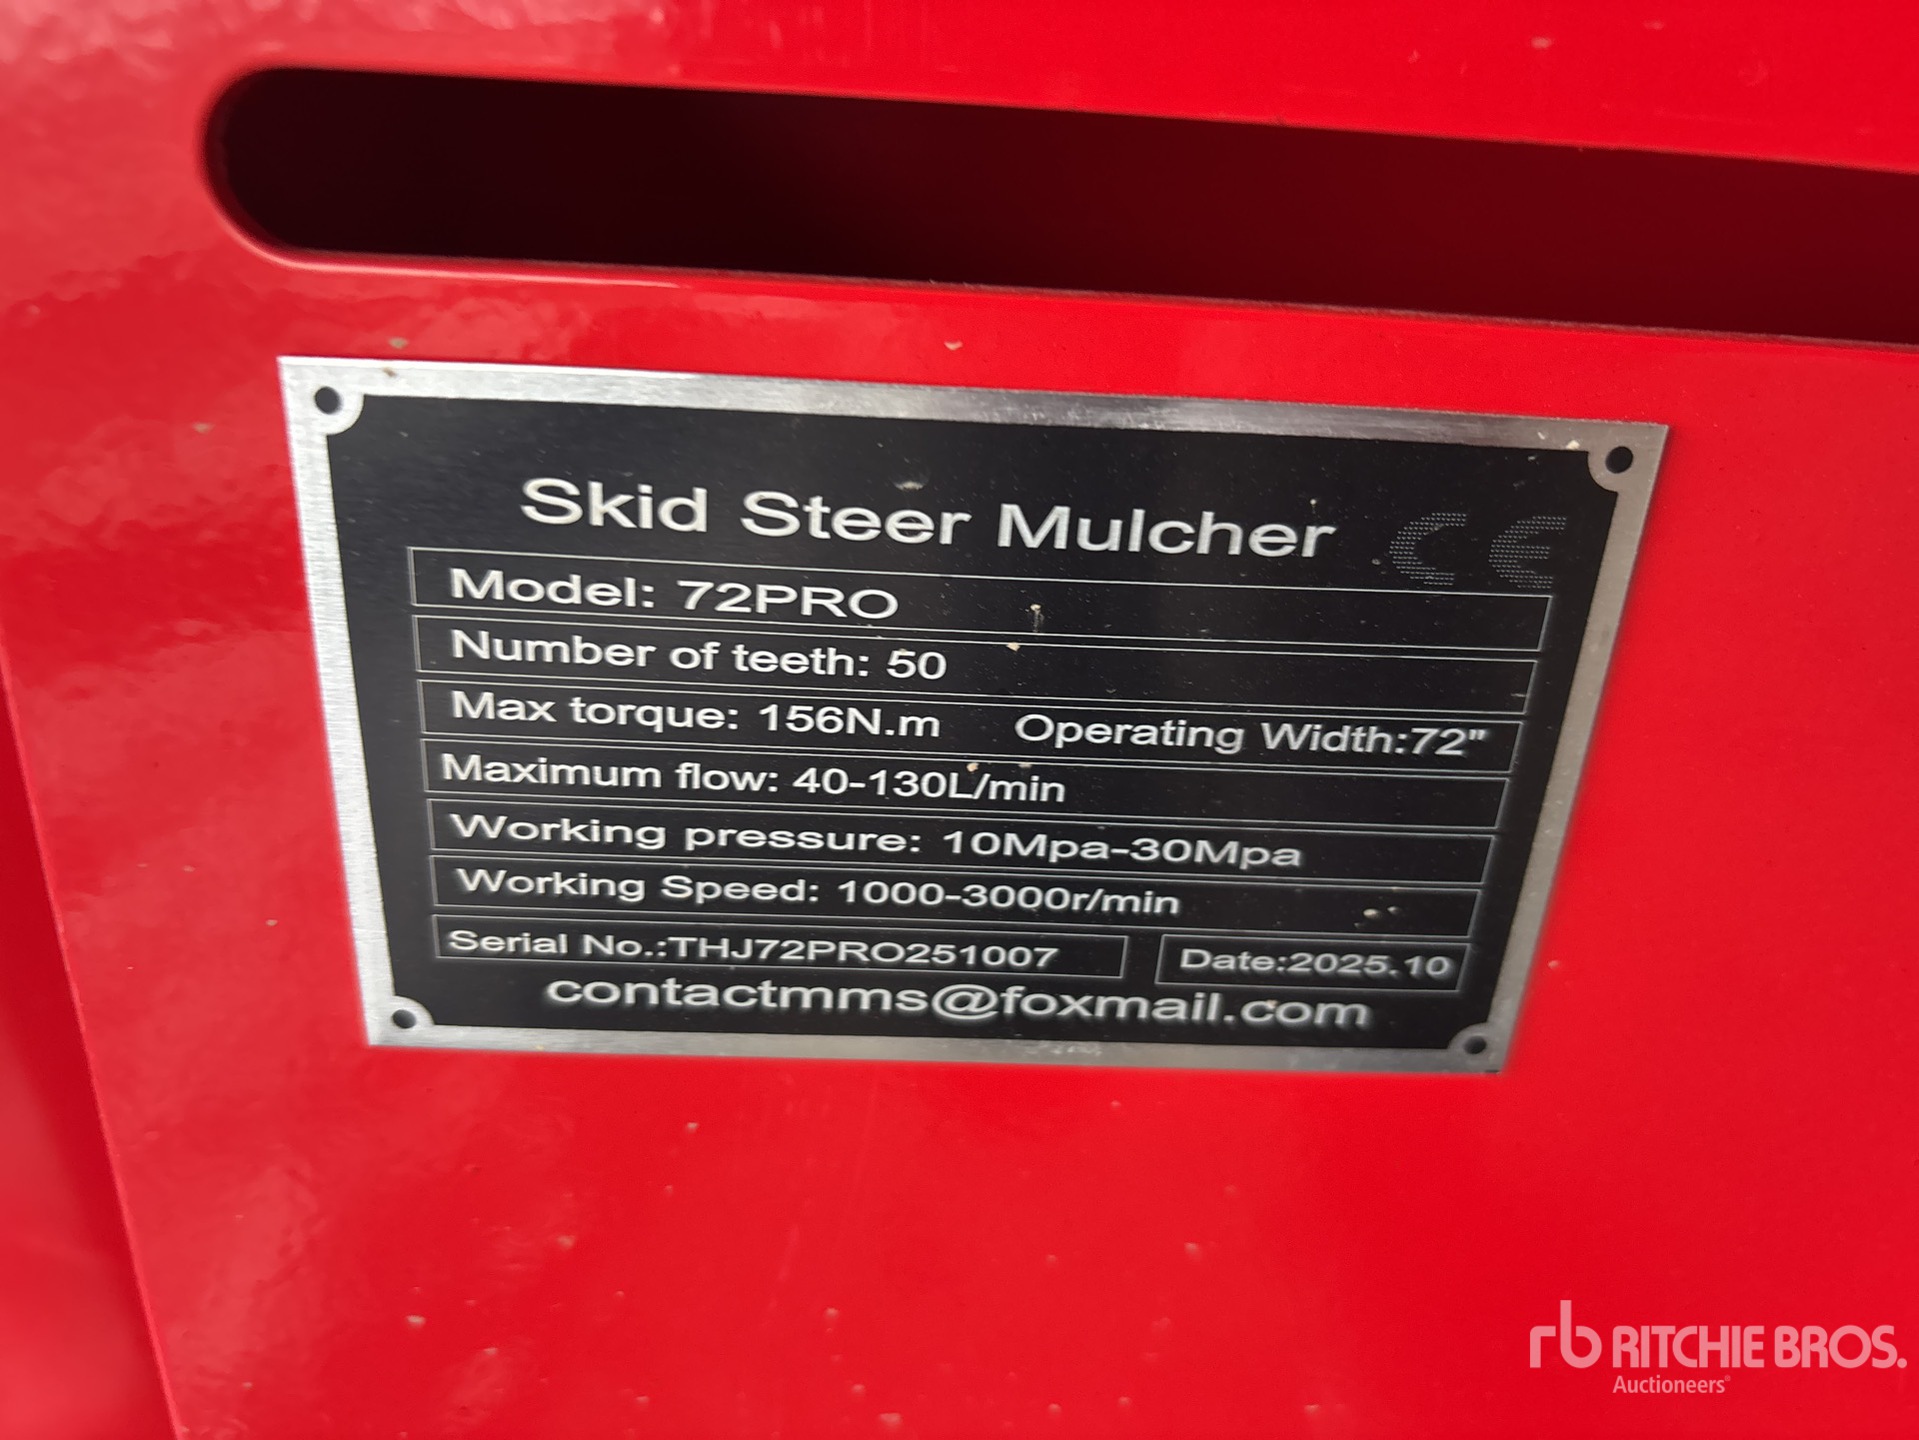 Skid Steer Mulcher CE
Model: 72PRO
Number of teeth: 50
Max torque: 156N.m Operating Width:72"
Maximum flow: 40-130L/min
Working pressure: 10Mpa-30Mpa
Working Speed: 1000-3000r/min
Serial No.:THJ72PRO251007 Date:2025.10
contactmms@foxmail.com
rb RITCHIE BROS.
Auctioneers®